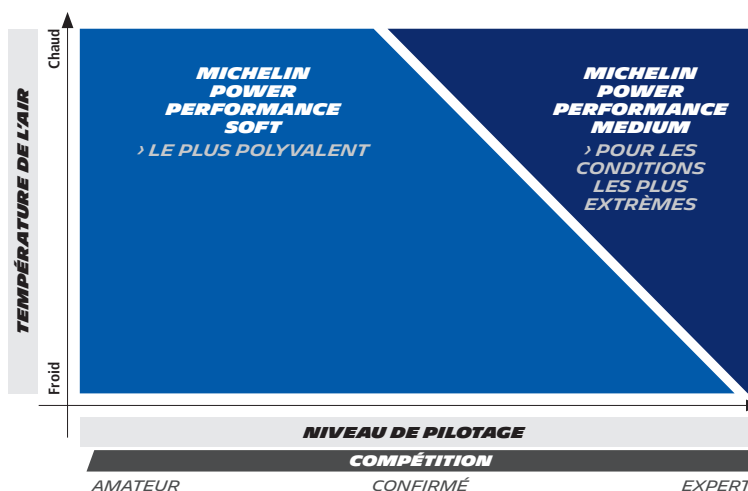 Chaud
TEMPÉRATURE DE L'AIR
Froid
MICHELIN
POWER
PERFORMANCE
SOFT
› LE PLUS POLYVALENT
MICHELIN
POWER
PERFORMANCE
MEDIUM
› POUR LES
CONDITIONS
LES PLUS
EXTRÈMES
NIVEAU DE PILOTAGE
COMPÉTITION
AMATEUR CONFIRMÉ EXPERT